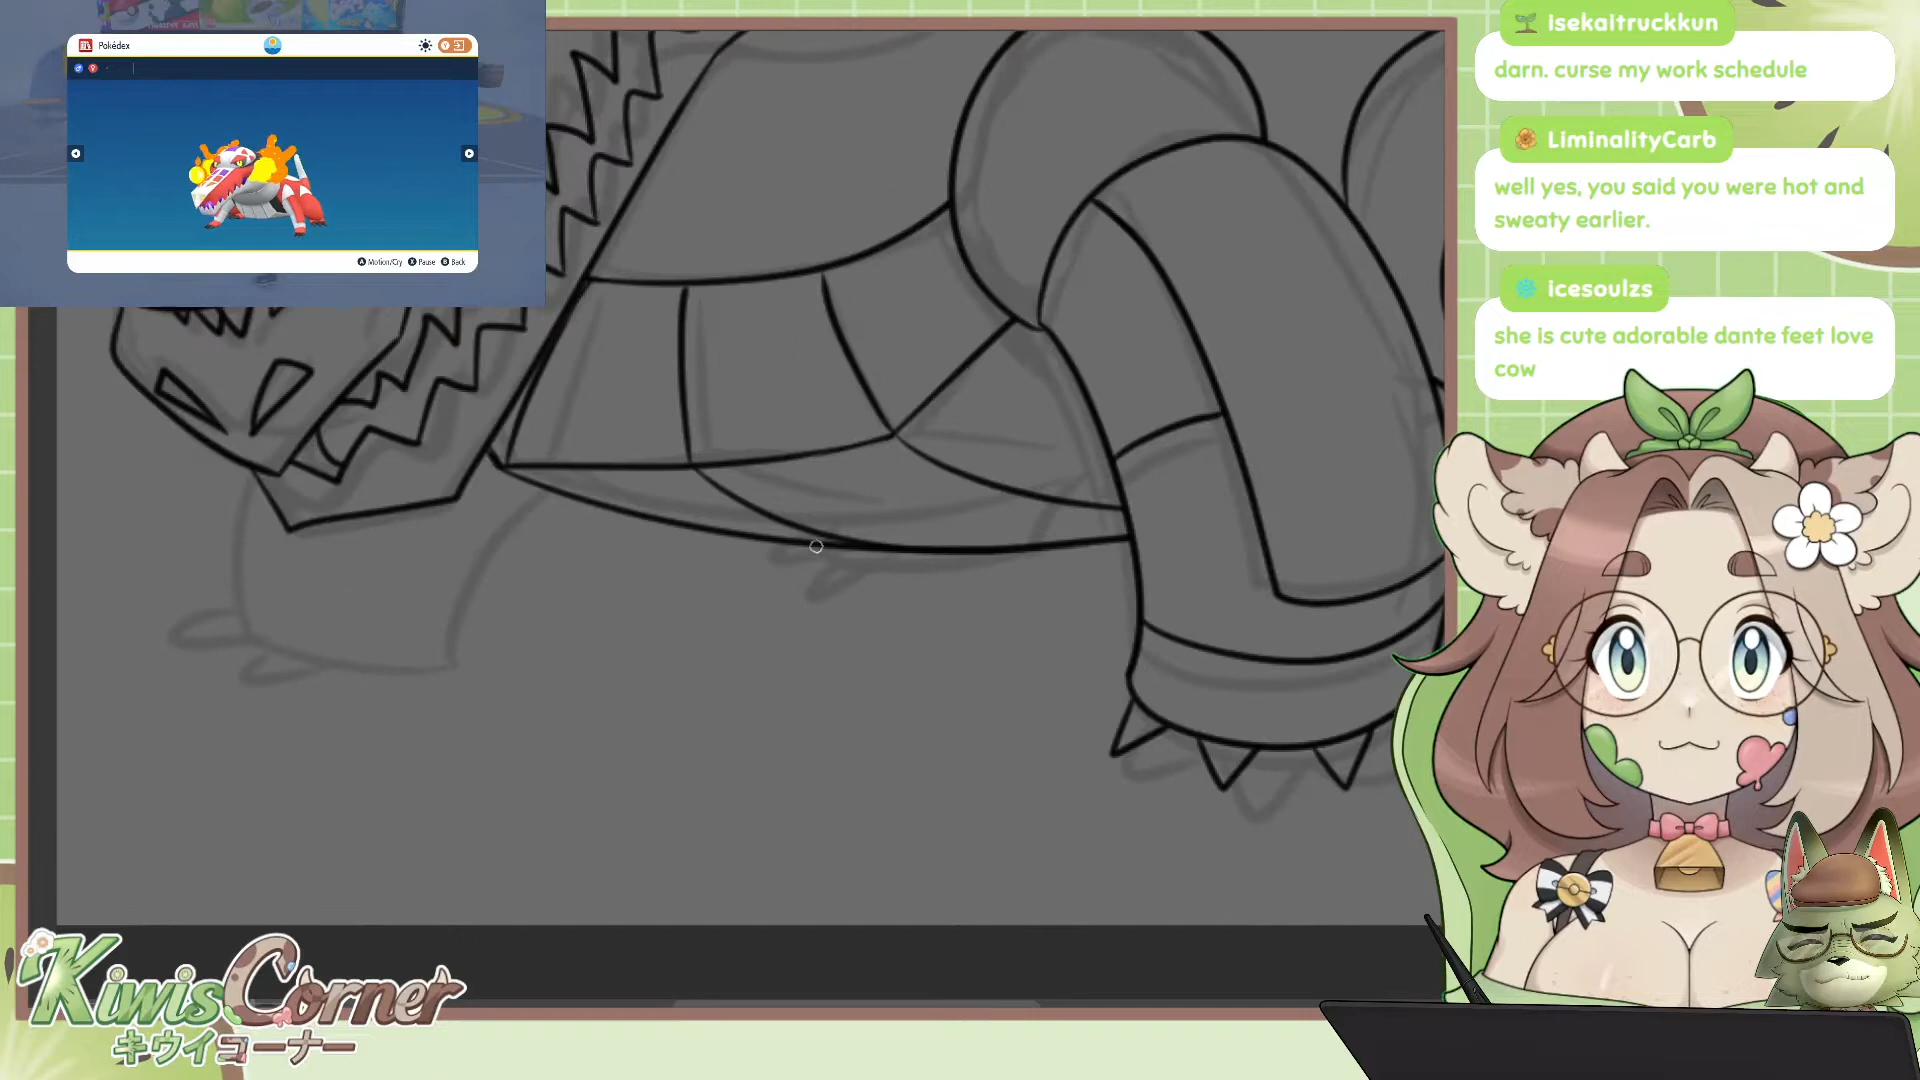 Pokédex
Y
A Motion/Cry X Pause B Back
isekaitruckkun
darn. curse my work schedule
LiminalityCarb
well yes, you said you were hot and
sweaty earlier.
icesoulzs
she is cute adorable dante feet love
cow
KiwisCorner
キウイコーナー